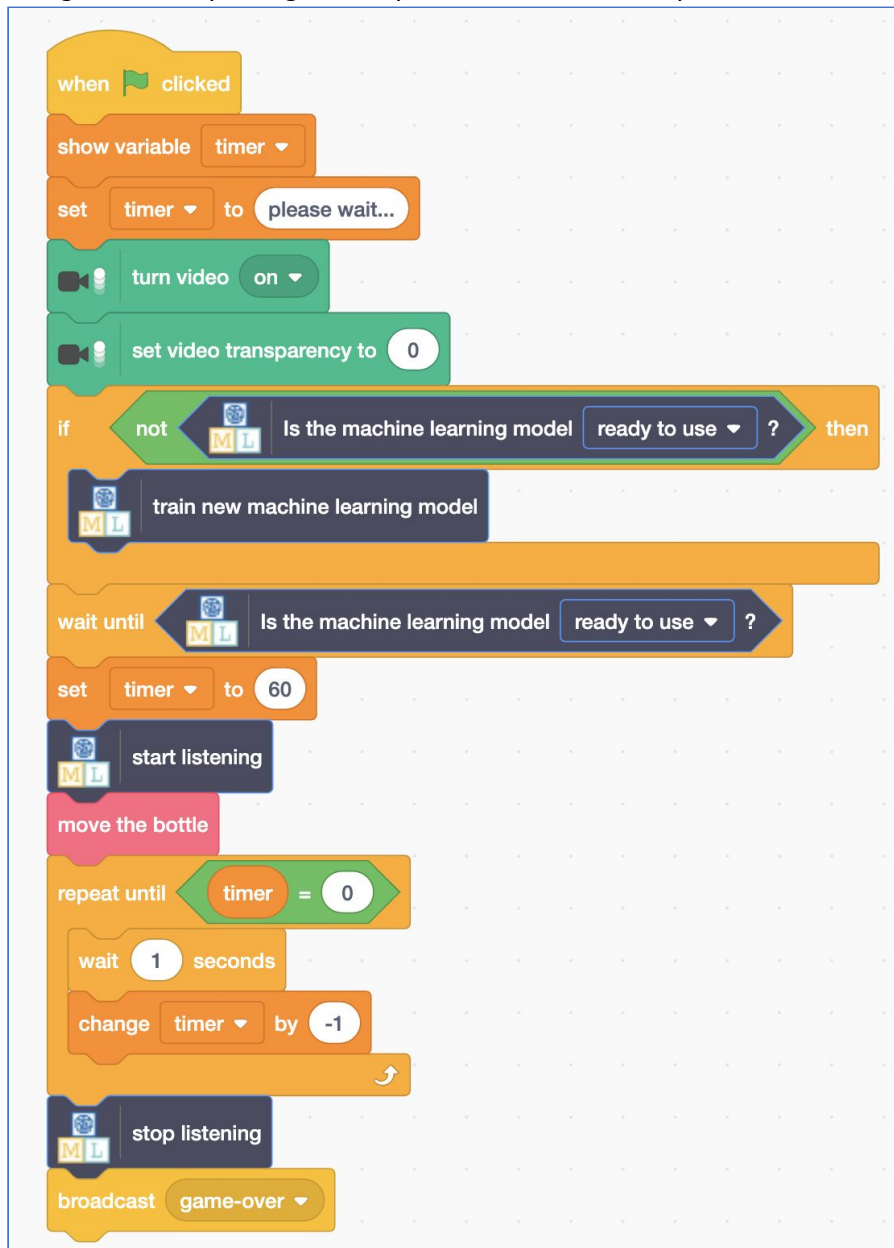 when clicked
show variable timer
set timer to please wait...
turn video on
set video transparency to 0
if not ML Is the machine learning model ready to use ? then
ML train new machine learning model
wait until ML Is the machine learning model ready to use ?
set timer to 60
ML start listening
move the bottle
repeat until timer = 0
wait 1 seconds
change timer by -1
ML stop listening
broadcast game-over